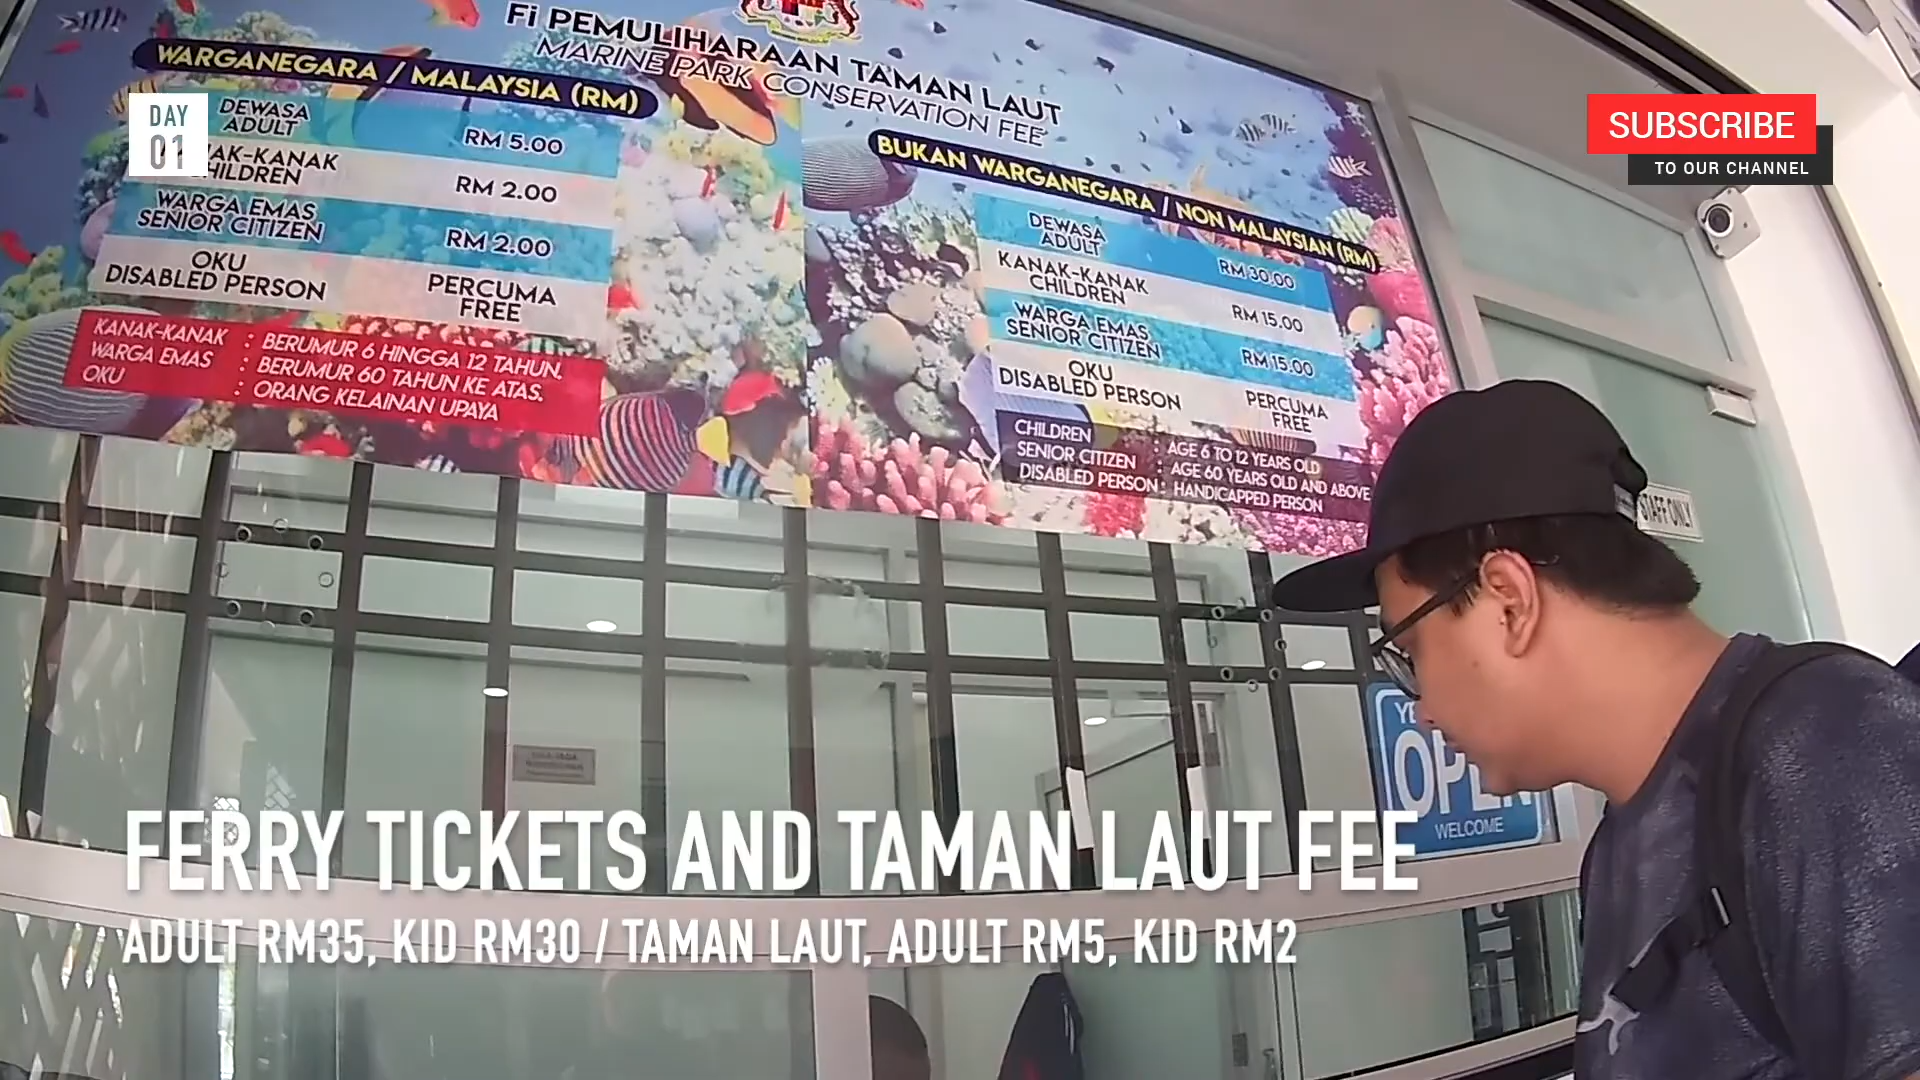 Fi PEMULIHARAAN TAMAN LAUT
MARINE PARK CONSERVATION FEE
WARGANEGARA / MALAYSIA (RM)
DEWASA
ADULT
RM 5.00
RM 2.00
WARGA EMAS
SENIOR CITIZEN
RM 2.00
OKU
DISABLED PERSON
PERCUMA
FREE
KANAK-KANAK : BERUMUR 6 HINGGA 12 TAHUN.
WARGA EMAS : BERUMUR 60 TAHUN KE ATAS.
OKU : ORANG KELAINAN UPAYA
BUKAN WARGANEGARA / NON MALAYSIAN (RM)
DEWASA
ADULT
RM 30.00
KANAK-KANAK
CHILDREN
RM 15.00
WARGA EMAS
SENIOR CITIZEN
RM 15.00
OKU
DISABLED PERSON
PERCUMA
FREE
CHILDREN : AGE 6 TO 12 YEARS OLD
SENIOR CITIZEN : AGE 60 YEARS OLD AND ABOVE
DISABLED PERSON : HANDICAPPED PERSON
DAY
01
SUBSCRIBE
TO OUR CHANNEL
STAFF ONLY
WELCOME
FERRY TICKETS AND TAMAN LAUT FEE
ADULT RM35, KID RM30 / TAMAN LAUT, ADULT RM5, KID RM2